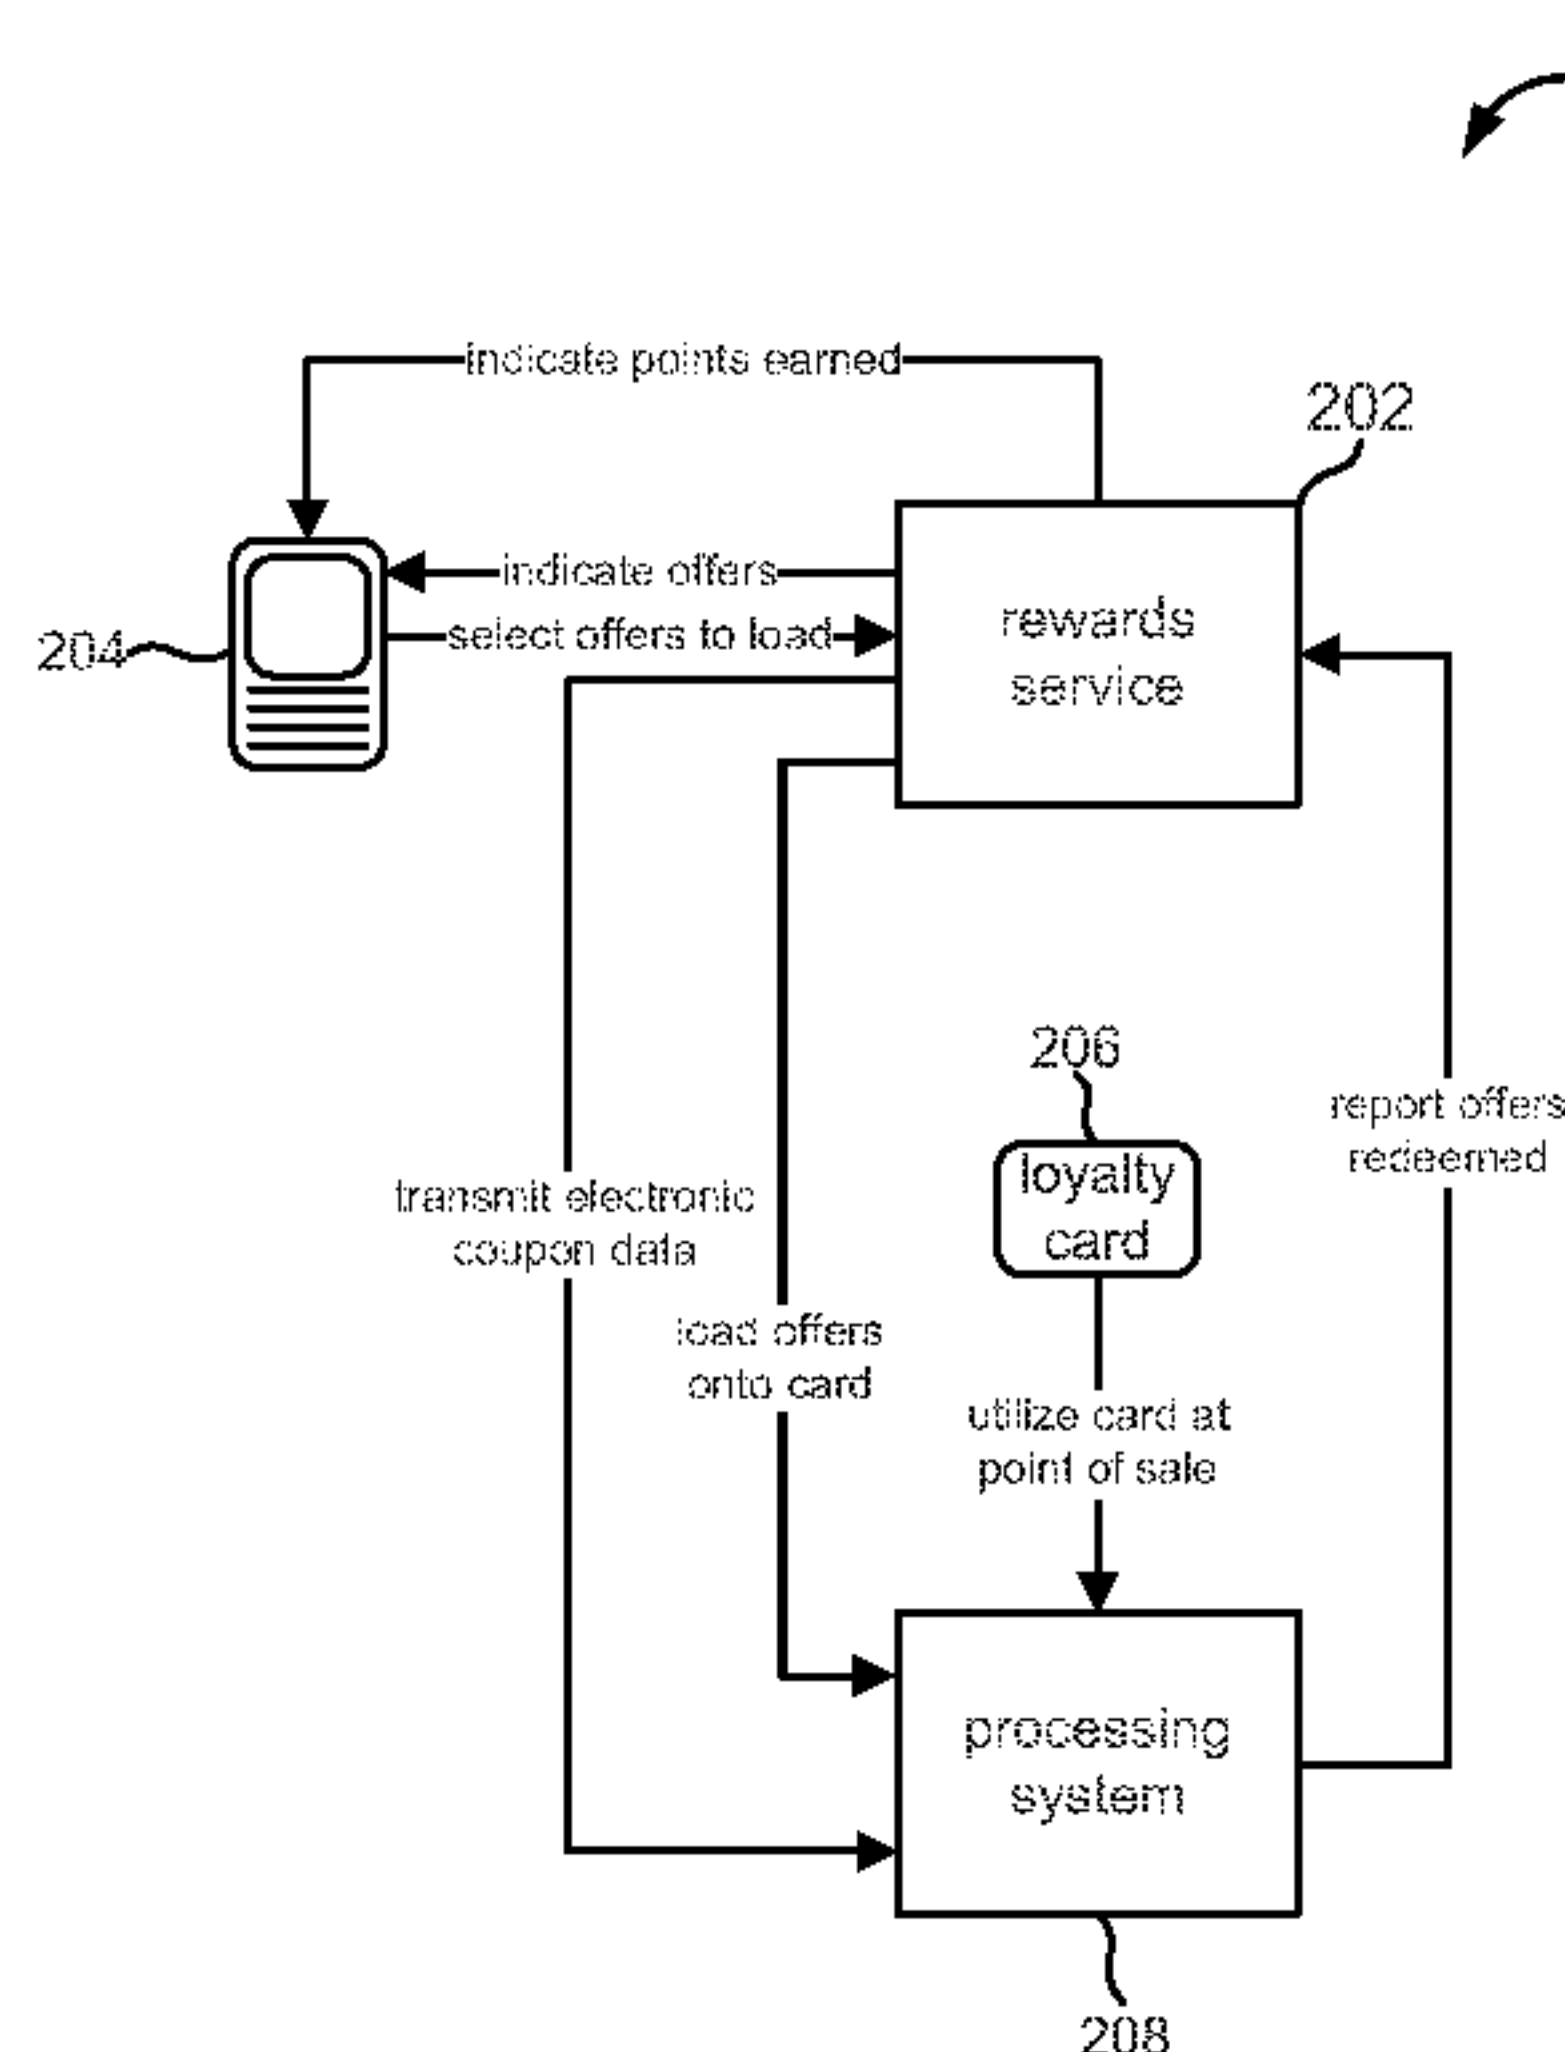 indicate points earned
202
indicate offers
select offers to load
rewards
service
204
206
loyalty
card
report offers
redeemed
transmit electronic
coupon data
load offers
onto card
utilize card at
point of sale
processing
system
208